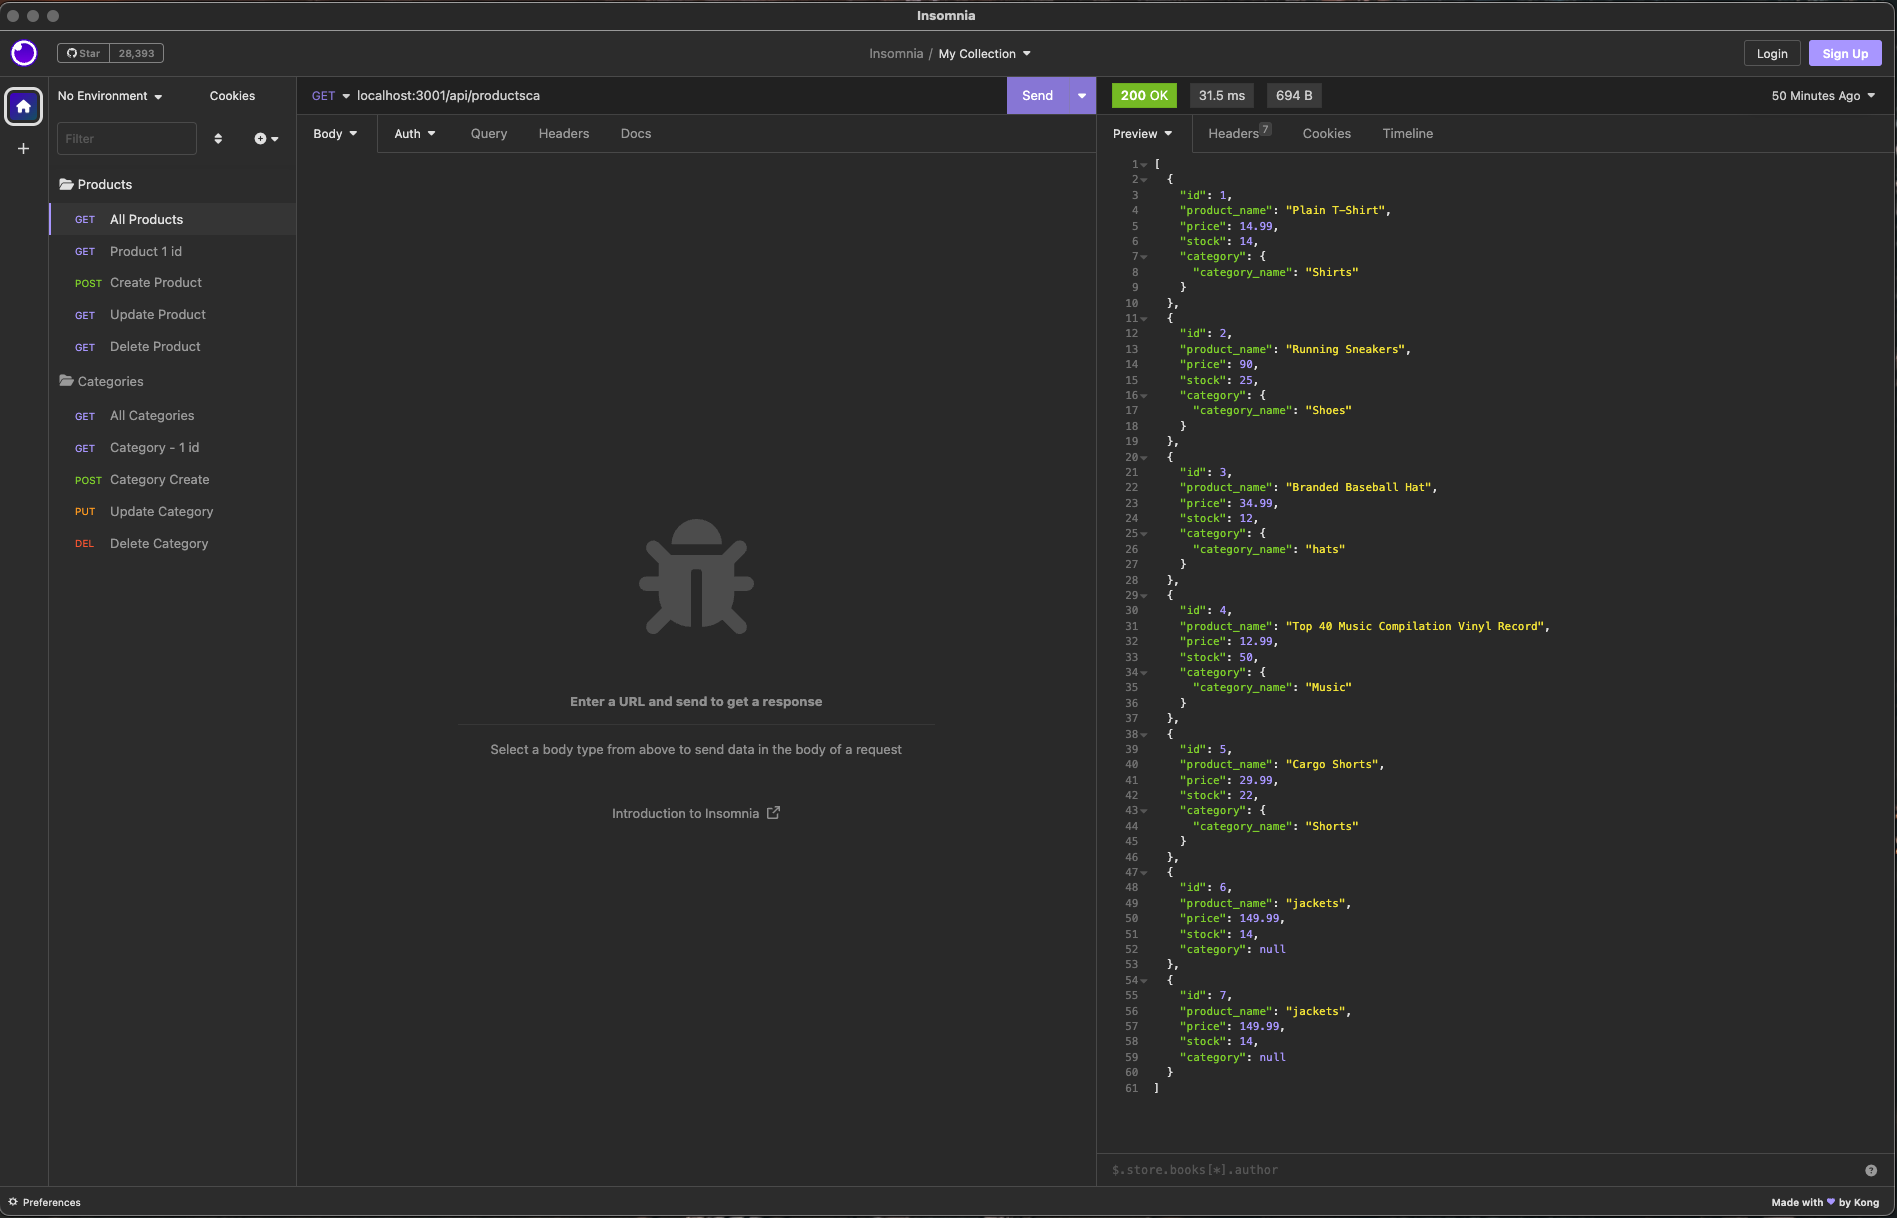 Insomnia
Star 28,393
Insomnia / My Collection
Login
Sign Up
No Environment
Cookies
Filter
Products
GET All Products
GET Product 1 id
POST Create Product
GET Update Product
GET Delete Product
Categories
GET All Categories
GET Category - 1 id
POST Category Create
PUT Update Category
DEL Delete Category
Preferences
GET localhost:3001/api/productsca
Send
Body
Auth
Query
Headers
Docs
Enter a URL and send to get a response
Select a body type from above to send data in the body of a request
Introduction to Insomnia
200 OK
31.5 ms
694 B
50 Minutes Ago
Preview
Headers 7
Cookies
Timeline
1 [
2 {
3 "id": 1,
4 "product_name": "Plain T-Shirt",
5 "price": 14.99,
6 "stock": 14,
7 "category": {
8 "category_name": "Shirts"
9 }
10 },
11 {
12 "id": 2,
13 "product_name": "Running Sneakers",
14 "price": 90,
15 "stock": 25,
16 "category": {
17 "category_name": "Shoes"
18 }
19 },
20 {
21 "id": 3,
22 "product_name": "Branded Baseball Hat",
23 "price": 34.99,
24 "stock": 12,
25 "category": {
26 "category_name": "hats"
27 }
28 },
29 {
30 "id": 4,
31 "product_name": "Top 40 Music Compilation Vinyl Record",
32 "price": 12.99,
33 "stock": 50,
34 "category": {
35 "category_name": "Music"
36 }
37 },
38 {
39 "id": 5,
40 "product_name": "Cargo Shorts",
41 "price": 29.99,
42 "stock": 22,
43 "category": {
44 "category_name": "Shorts"
45 }
46 },
47 {
48 "id": 6,
49 "product_name": "jackets",
50 "price": 149.99,
51 "stock": 14,
52 "category": null
53 },
54 {
55 "id": 7,
56 "product_name": "jackets",
57 "price": 149.99,
58 "stock": 14,
59 "category": null
60 }
61 ]
$.store.books[*].author
Made with ♥ by Kong